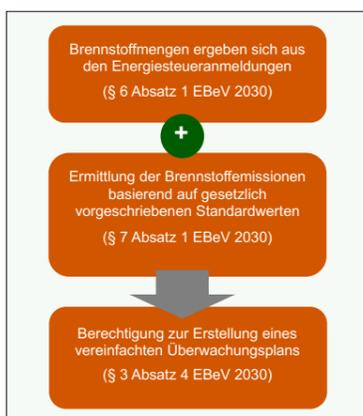 Brennstoffmengen ergeben sich aus
den Energiesteueranmeldungen
(§ 6 Absatz 1 EBeV 2030)
+
Ermittlung der Brennstoffemissionen
basierend auf gesetzlich
vorgeschriebenen Standardwerten
(§ 7 Absatz 1 EBeV 2030)
Berechtigung zur Erstellung eines
vereinfachten Überwachungsplans
(§ 3 Absatz 4 EBeV 2030)